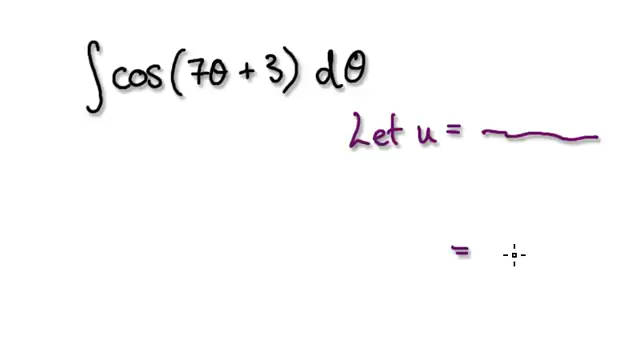 ∫ cos(7θ + 3) dθ
Let u =
=